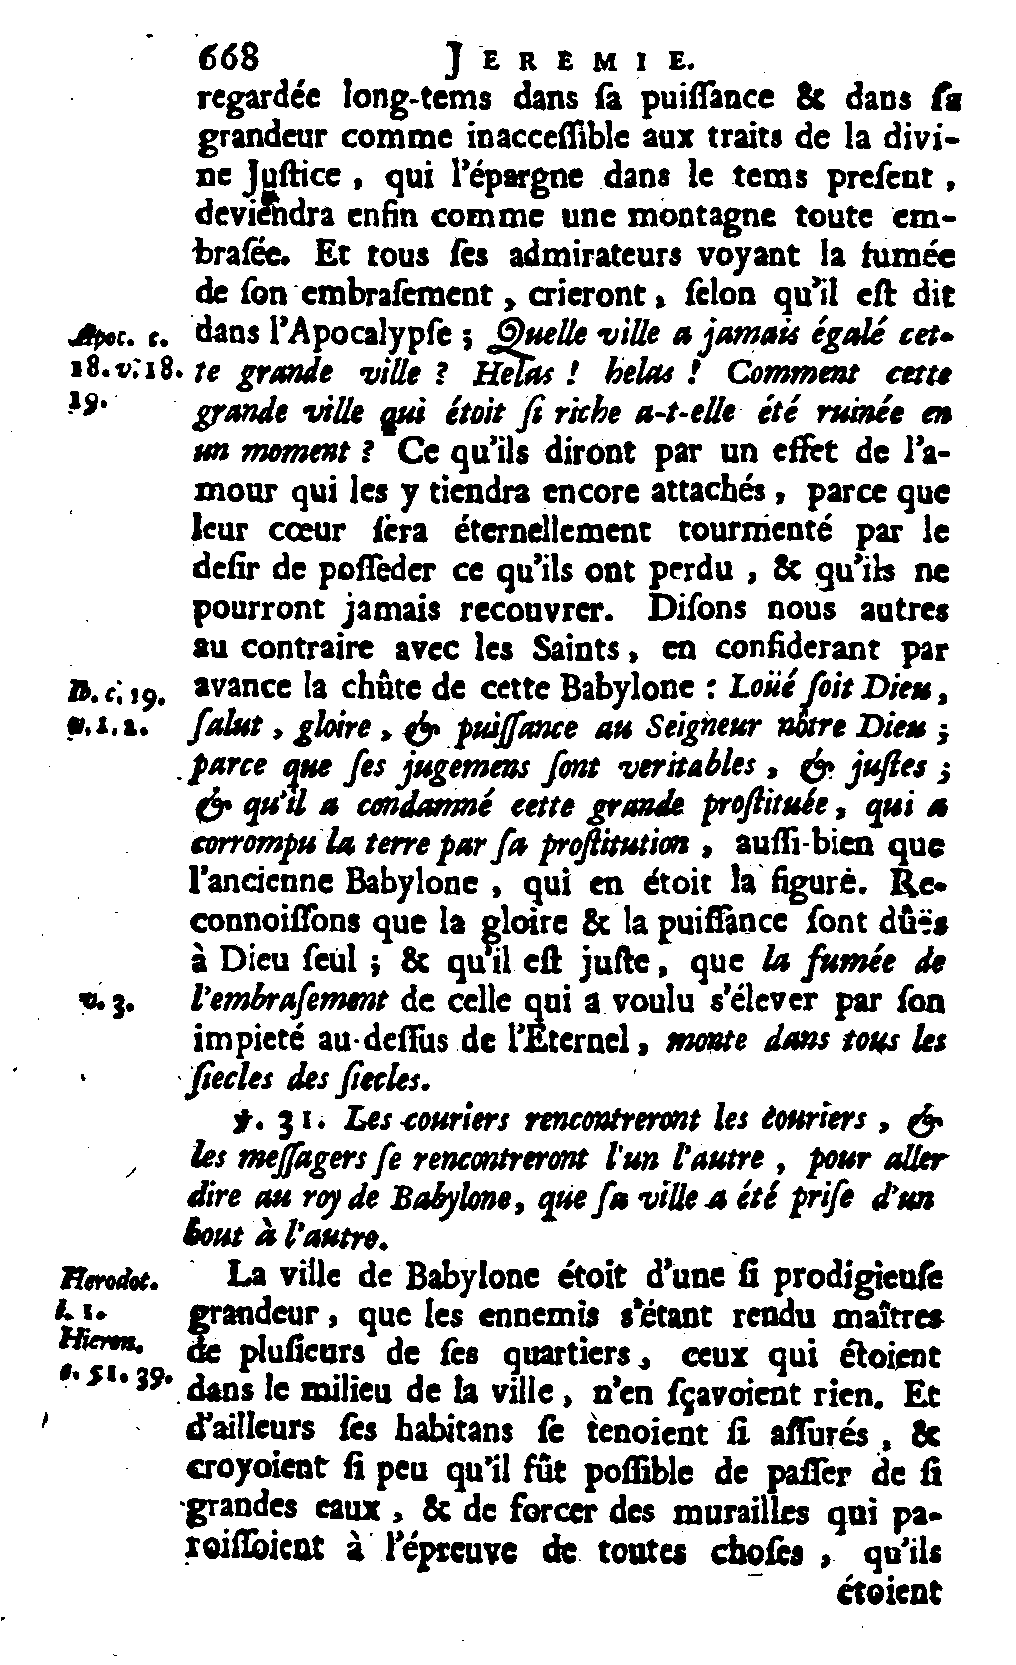 668 JEREMIE.
regardée long-tems dans ſa puiſſance & dans ſa
grandeur comme inacceſſible aux traits de la divi-
ne Juſtice, qui l'épargne dans le tems preſent,
deviendra enfin comme une montagne toute em-
braſée. Et tous ſes admirateurs voyant la fumée
de ſon embraſement, crieront, ſelon qu'il eſt dit
Apoc. c. dans l'Apocalypſe ; Quelle ville a jamais égalé cet-
18. v. 18. te grande ville ? Helas ! helas ! Comment cette
19. grande ville qui étoit ſi riche a-t-elle été ruinée en
un moment ? Ce qu'ils diront par un effet de l'a-
mour qui les y tiendra encore attachés, parce que
leur cœur ſera éternellement tourmenté par le
deſir de poſſeder ce qu'ils ont perdu, & qu'ils ne
pourront jamais recouvrer. Diſons nous autres
au contraire avec les Saints, en conſiderant par
c. 19. avance la chûte de cette Babylone : Loüé ſoit Dieu,
v. 1. 2. ſalut, gloire, & puiſſance au Seigneur nôtre Dieu ;
parce que ſes jugemens ſont veritables, & juſtes ;
& qu'il a condamné cette grande proſtituée, qui a
corrompu la terre par ſa proſtitution, auſſi-bien que
l'ancienne Babylone, qui en étoit la figure. Re-
connoiſſons que la gloire & la puiſſance ſont dûës
à Dieu ſeul ; & qu'il eſt juſte, que la fumée de
v. 3. l'embraſement de celle qui a voulu s'élever par ſon
impieté au-deſſus de l'Eternel, monte dans tous les
ſiecles des ſiecles.
℣. 31. Les couriers rencontreront les couriers, &
les meſſagers ſe rencontreront l'un l'autre, pour aller
dire au roy de Babylone, que ſa ville a été priſe d'un
bout à l'autre.
Herodot. La ville de Babylone étoit d'une ſi prodigieuſe
l. 1. grandeur, que les ennemis s'étant rendu maîtres
Hieron. de pluſieurs de ſes quartiers, ceux qui étoient
51. 39. dans le milieu de la ville, n'en ſçavoient rien. Et
d'ailleurs ſes habitans ſe tenoient ſi aſſurés, &
croyoient ſi peu qu'il fût poſſible de paſſer de ſi
grandes eaux, & de forcer des murailles qui pa-
roiſſoient à l'épreuve de toutes choſes, qu'ils
étoient